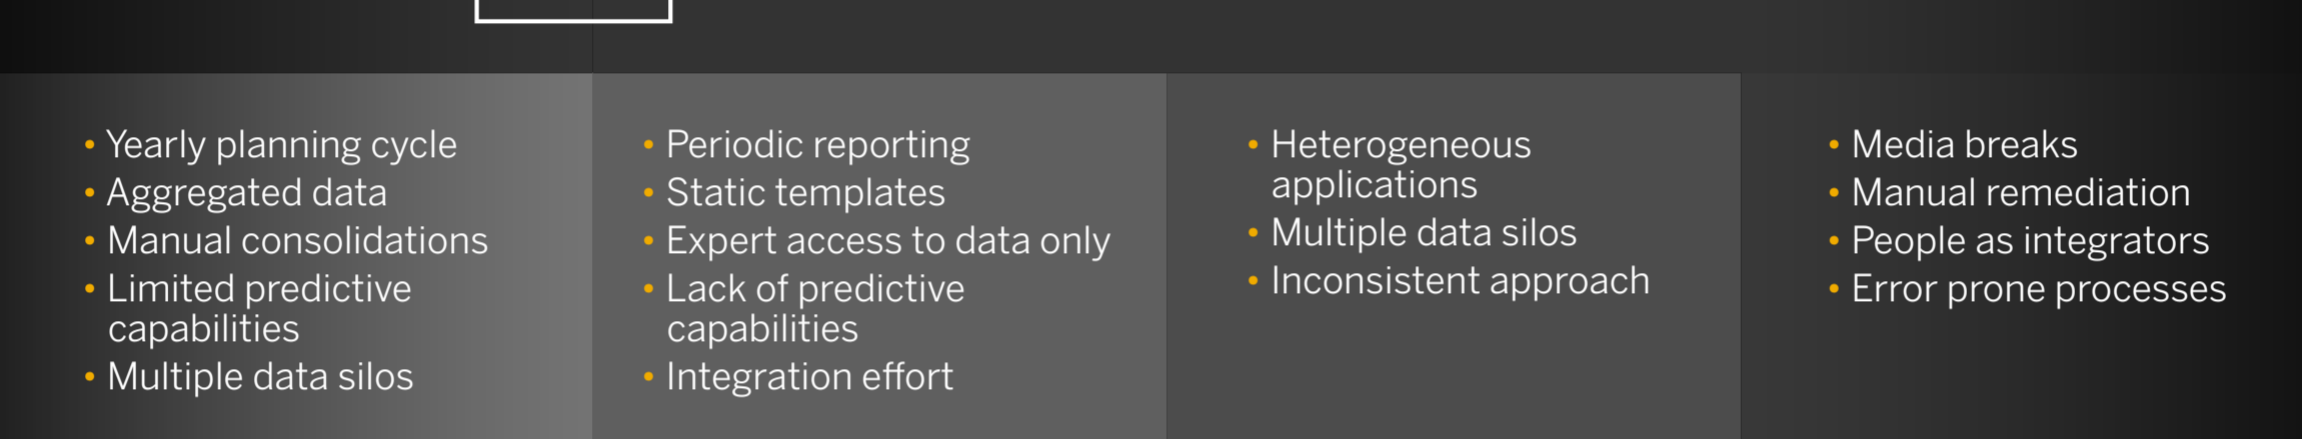 • Yearly planning cycle
• Aggregated data
• Manual consolidations
• Limited predictive
capabilities
• Multiple data silos
• Periodic reporting
• Static templates
• Expert access to data only
• Lack of predictive
capabilities
• Integration effort
• Heterogeneous
applications
• Multiple data silos
• Inconsistent approach
• Media breaks
• Manual remediation
• People as integrators
• Error prone processes